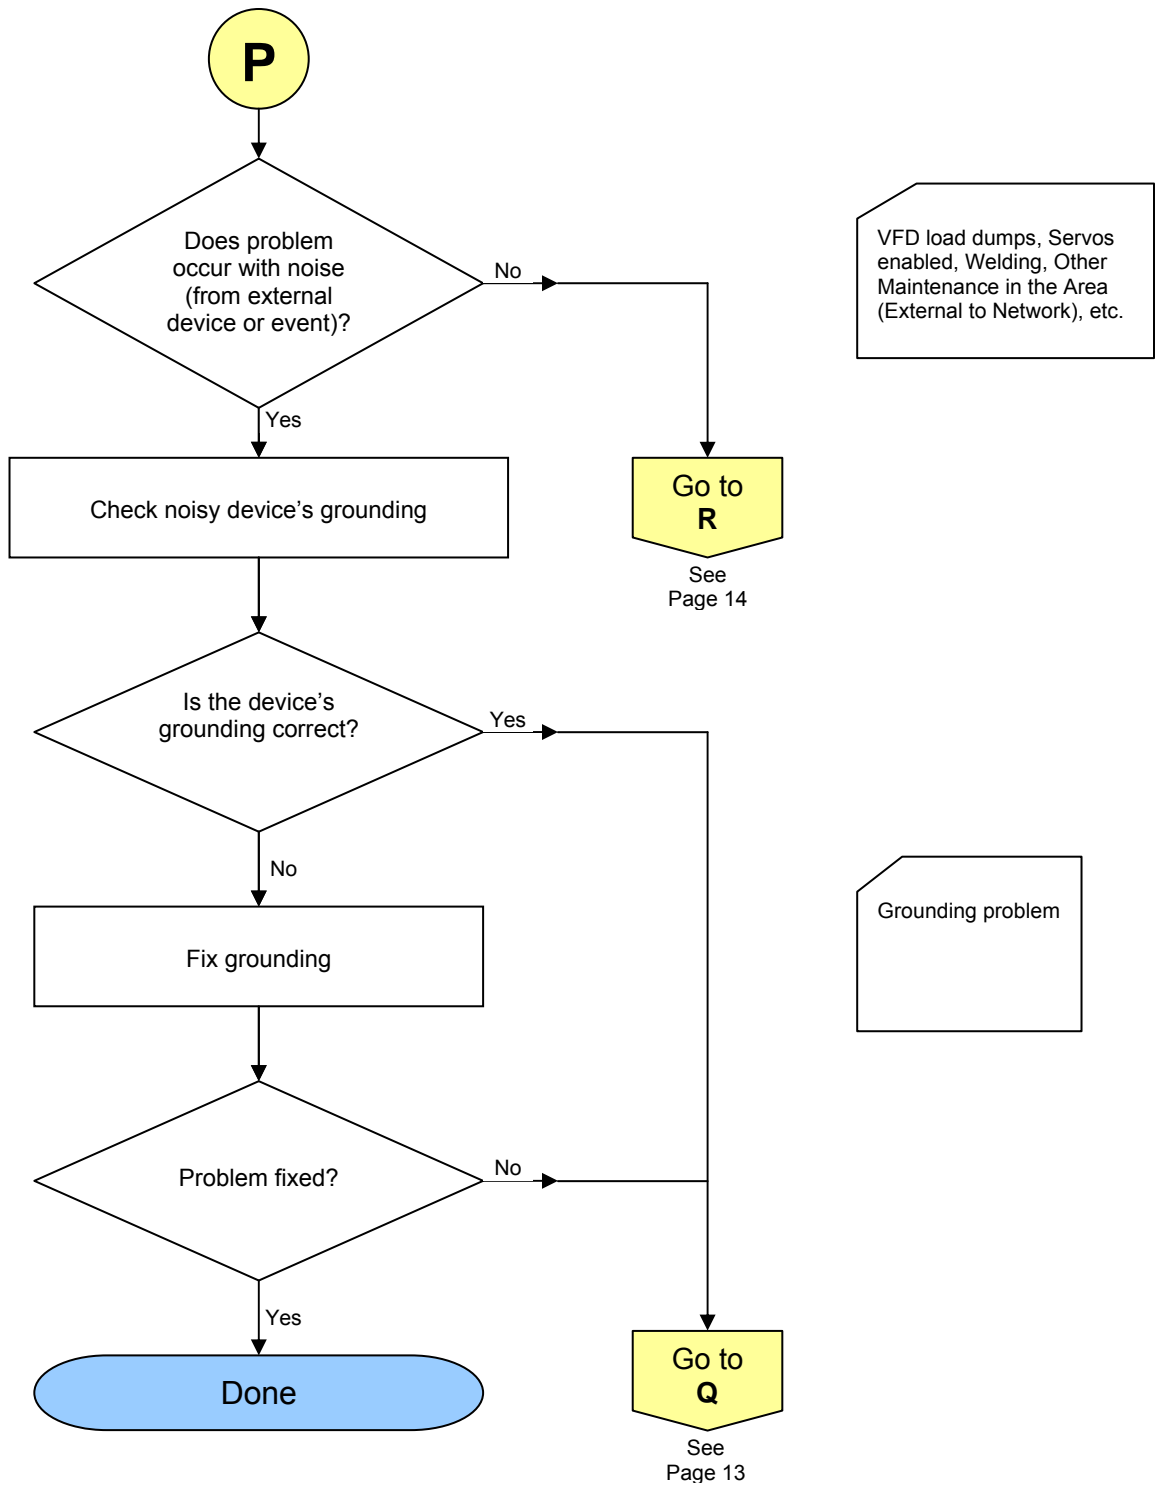 P
Does problem
occur with noise
(from external
device or event)?
No
VFD load dumps, Servos
enabled, Welding, Other
Maintenance in the Area
(External to Network), etc.
Yes
Check noisy device’s grounding
Go to
R
See
Page 14
Is the device’s
grounding correct?
Yes
No
Grounding problem
Fix grounding
Problem fixed?
No
Yes
Done
Go to
Q
See
Page 13